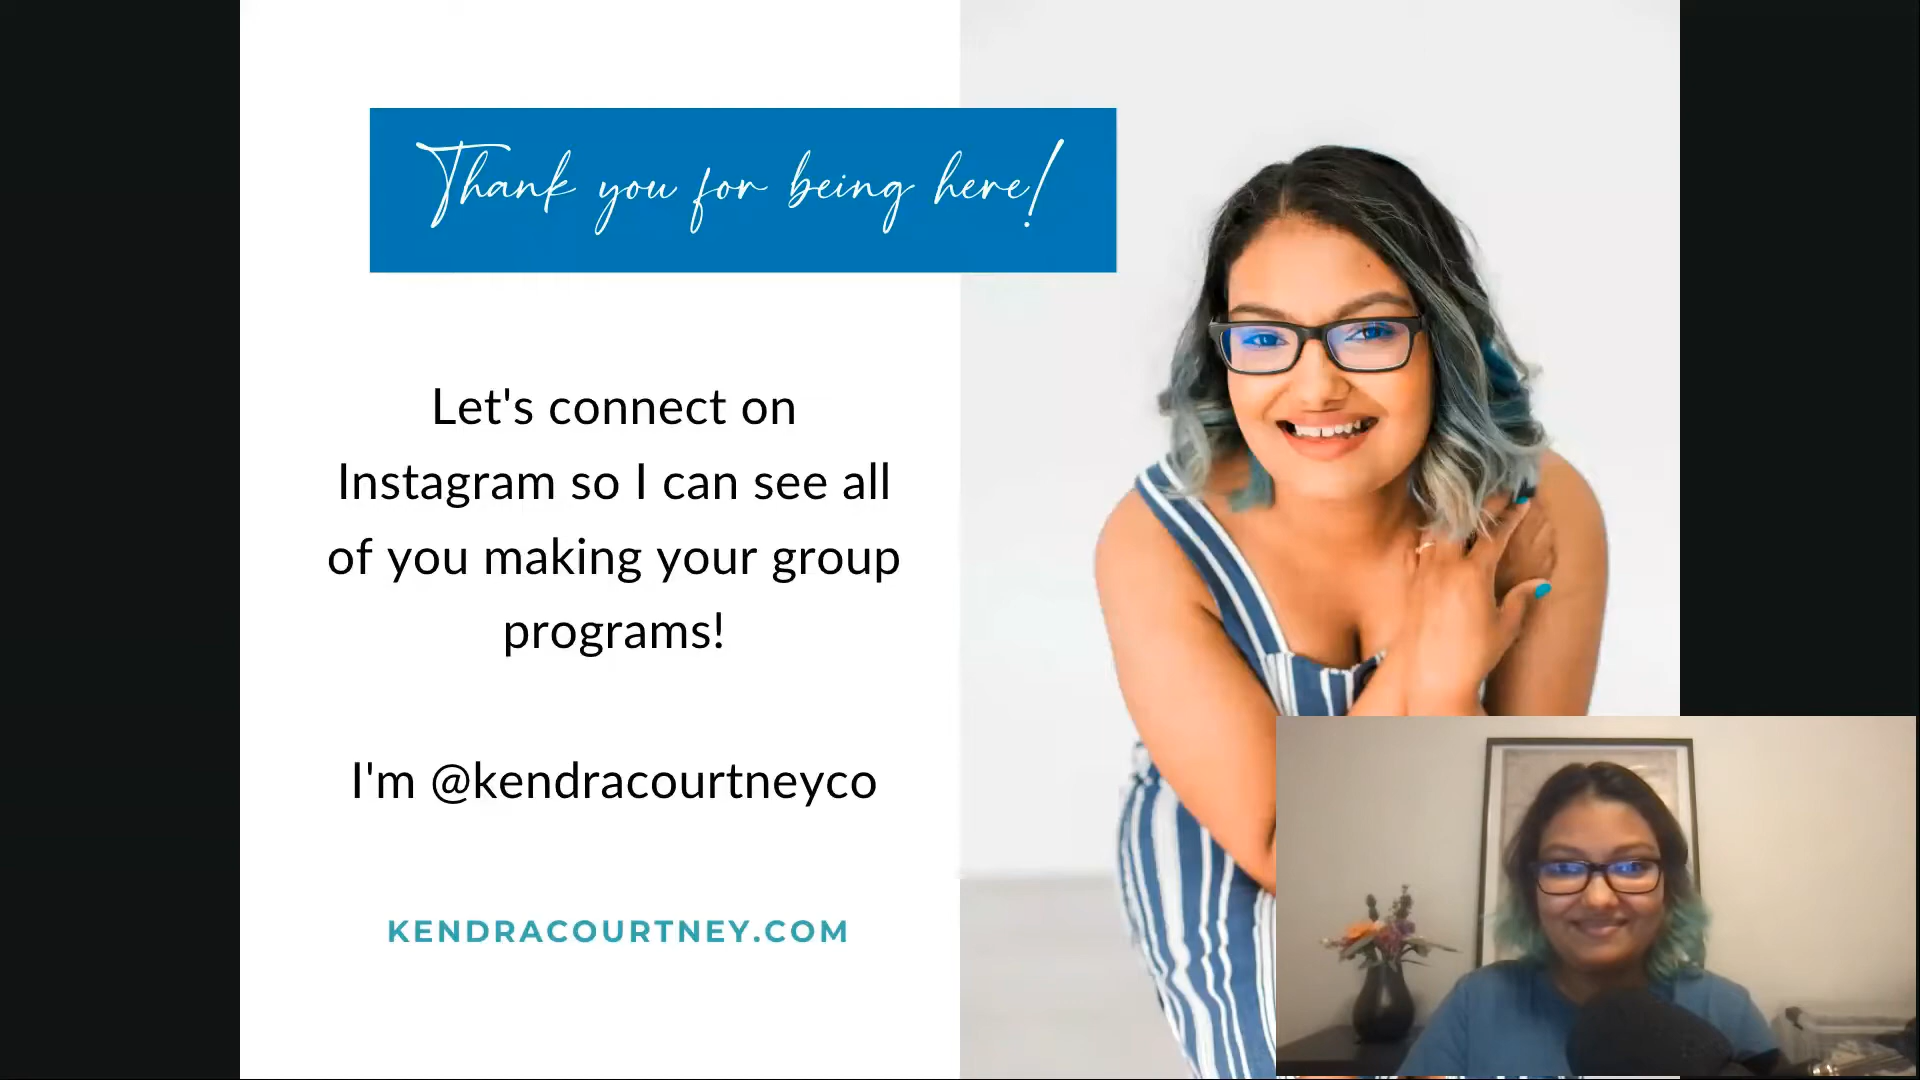 Thank you for being here!
Let's connect on
Instagram so I can see all
of you making your group
programs!
I'm @kendracourtneyco
KENDRACOURTNEY.COM